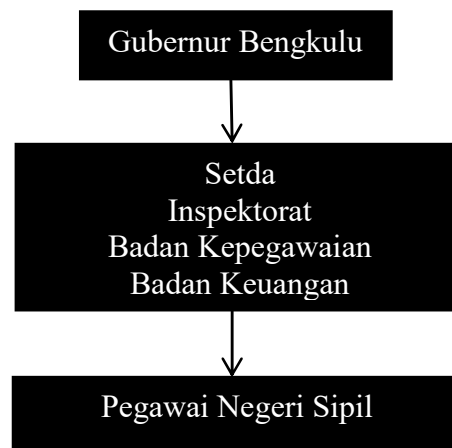 Gubernur Bengkulu
Setda
Inspektorat
Badan Kepegawaian
Badan Keuangan
Pegawai Negeri Sipil